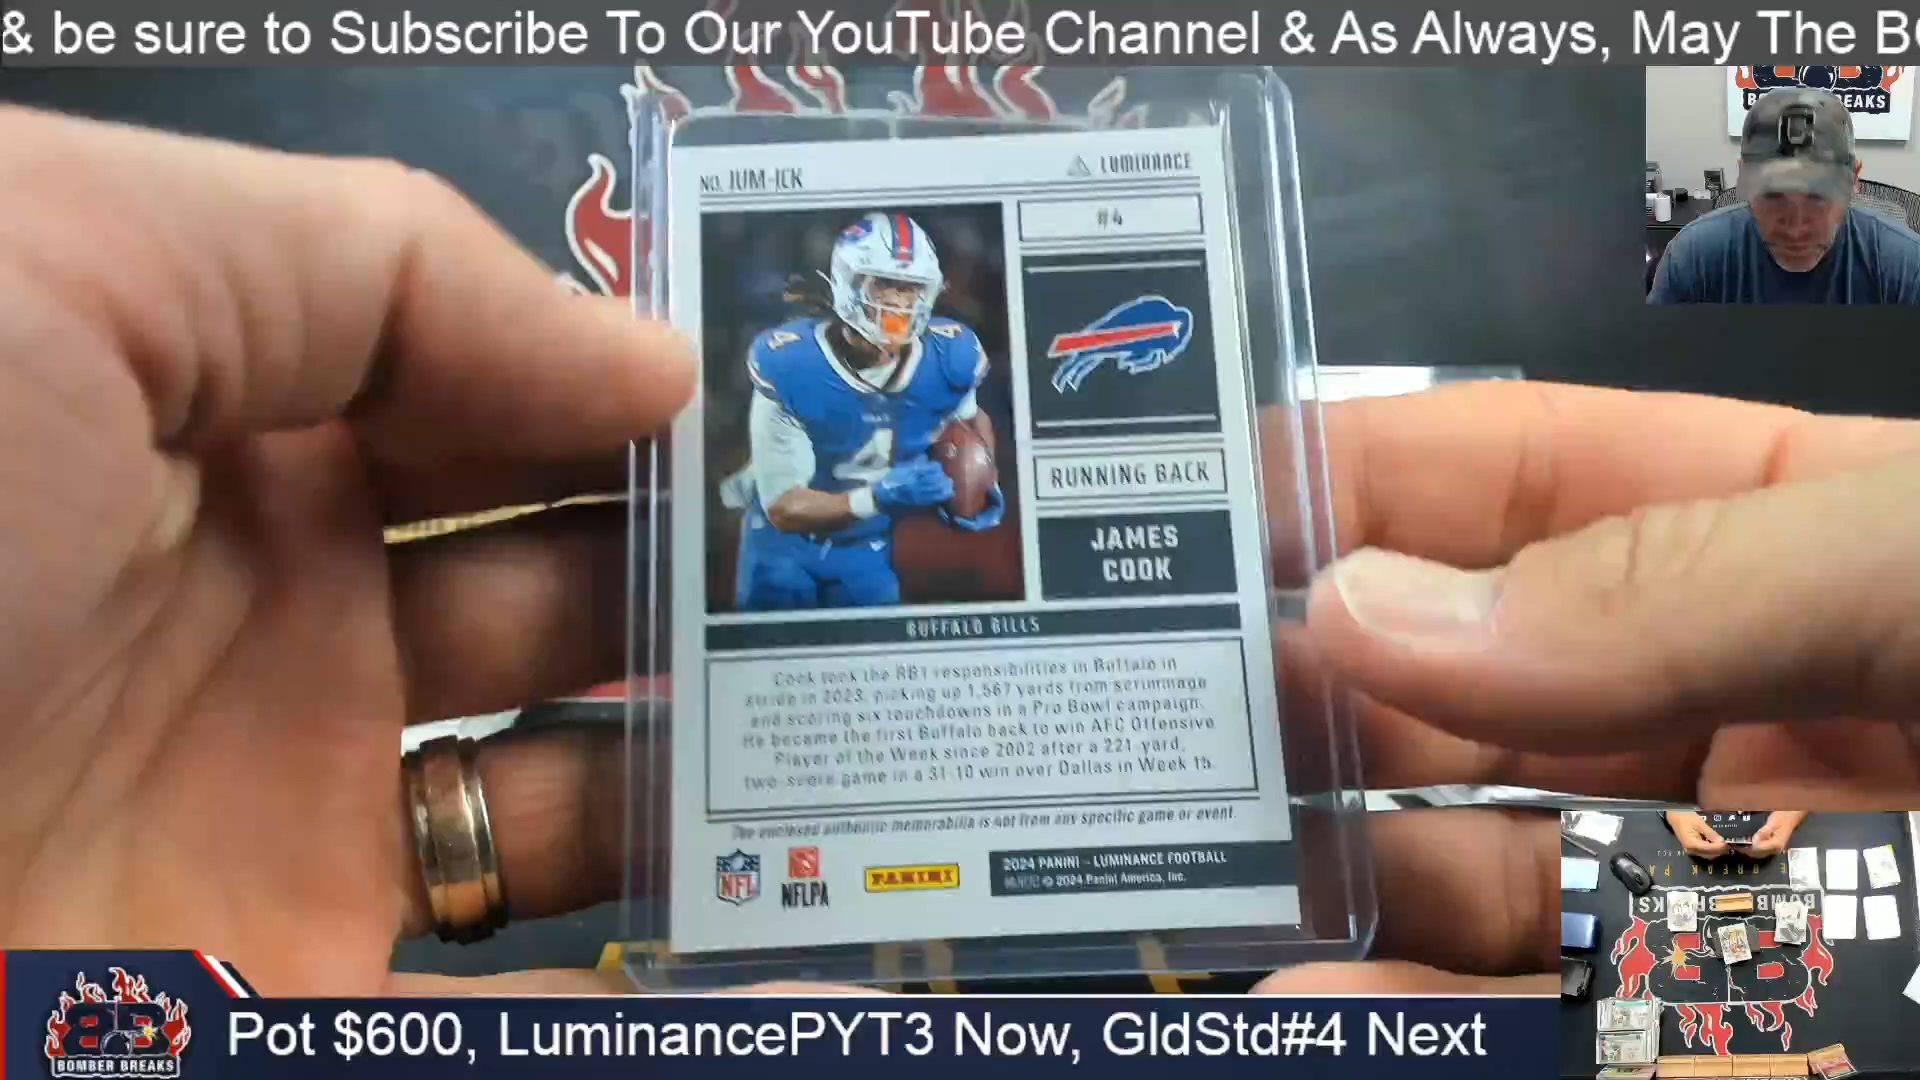 & be sure to Subscribe To Our YouTube Channel & As Always, May The B
NO. JUM-JCK
LUMINANCE
#4
RUNNING BACK
JAMES
COOK
BUFFALO BILLS
Cook took the RB1 responsibilities in Buffalo in
stride in 2023, picking up 1,567 yards from scrimmage
and scoring six touchdowns in a Pro Bowl campaign.
He became the first Buffalo back to win AFC Offensive
Player of the Week since 2002 after a 221-yard,
two-score game in a 31-10 win over Dallas in Week 15.
The enclosed authentic memorabilia is not from any specific game or event.
NFL
NFLPA
PANINI
2024 PANINI - LUMINANCE FOOTBALL
© 2024 Panini America, Inc.
BOMBER BREAKS
Pot $600, LuminancePYT3 Now, GldStd#4 Next